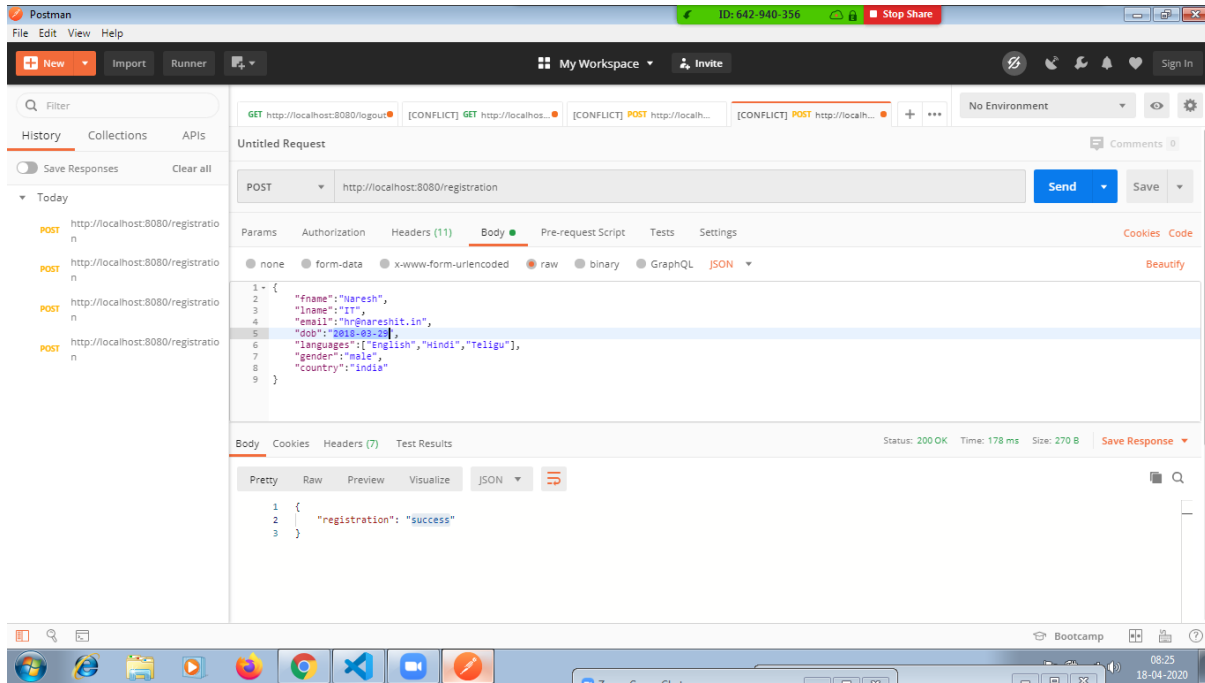 Postman
ID: 642-940-356
Stop Share
File Edit View Help
New
Import
Runner
My Workspace
Invite
Sign In
Filter
History Collections APIs
Save Responses Clear all
Today
POST http://localhost:8080/registratio
n
POST http://localhost:8080/registratio
n
POST http://localhost:8080/registratio
n
POST http://localhost:8080/registratio
n
GET http://localhost:8080/logout
[CONFLICT] GET http://localhos...
[CONFLICT] POST http://localh...
[CONFLICT] POST http://localh...
No Environment
Untitled Request
Comments 0
POST http://localhost:8080/registration
Send
Save
Params Authorization Headers (11) Body Pre-request Script Tests Settings Cookies Code
none form-data x-www-form-urlencoded raw binary GraphQL JSON Beautify
1 {
2 "fname":"Naresh",
3 "lname":"IT",
4 "email":"hr@nareshit.in",
5 "dob":"2018-03-29",
6 "languages":["English","Hindi","Teligu"],
7 "gender":"male",
8 "country":"india"
9 }
Body Cookies Headers (7) Test Results Status: 200 OK Time: 178 ms Size: 270 B Save Response
Pretty Raw Preview Visualize JSON
1 {
2 "registration": "success"
3 }
Bootcamp
08:25
18-04-2020